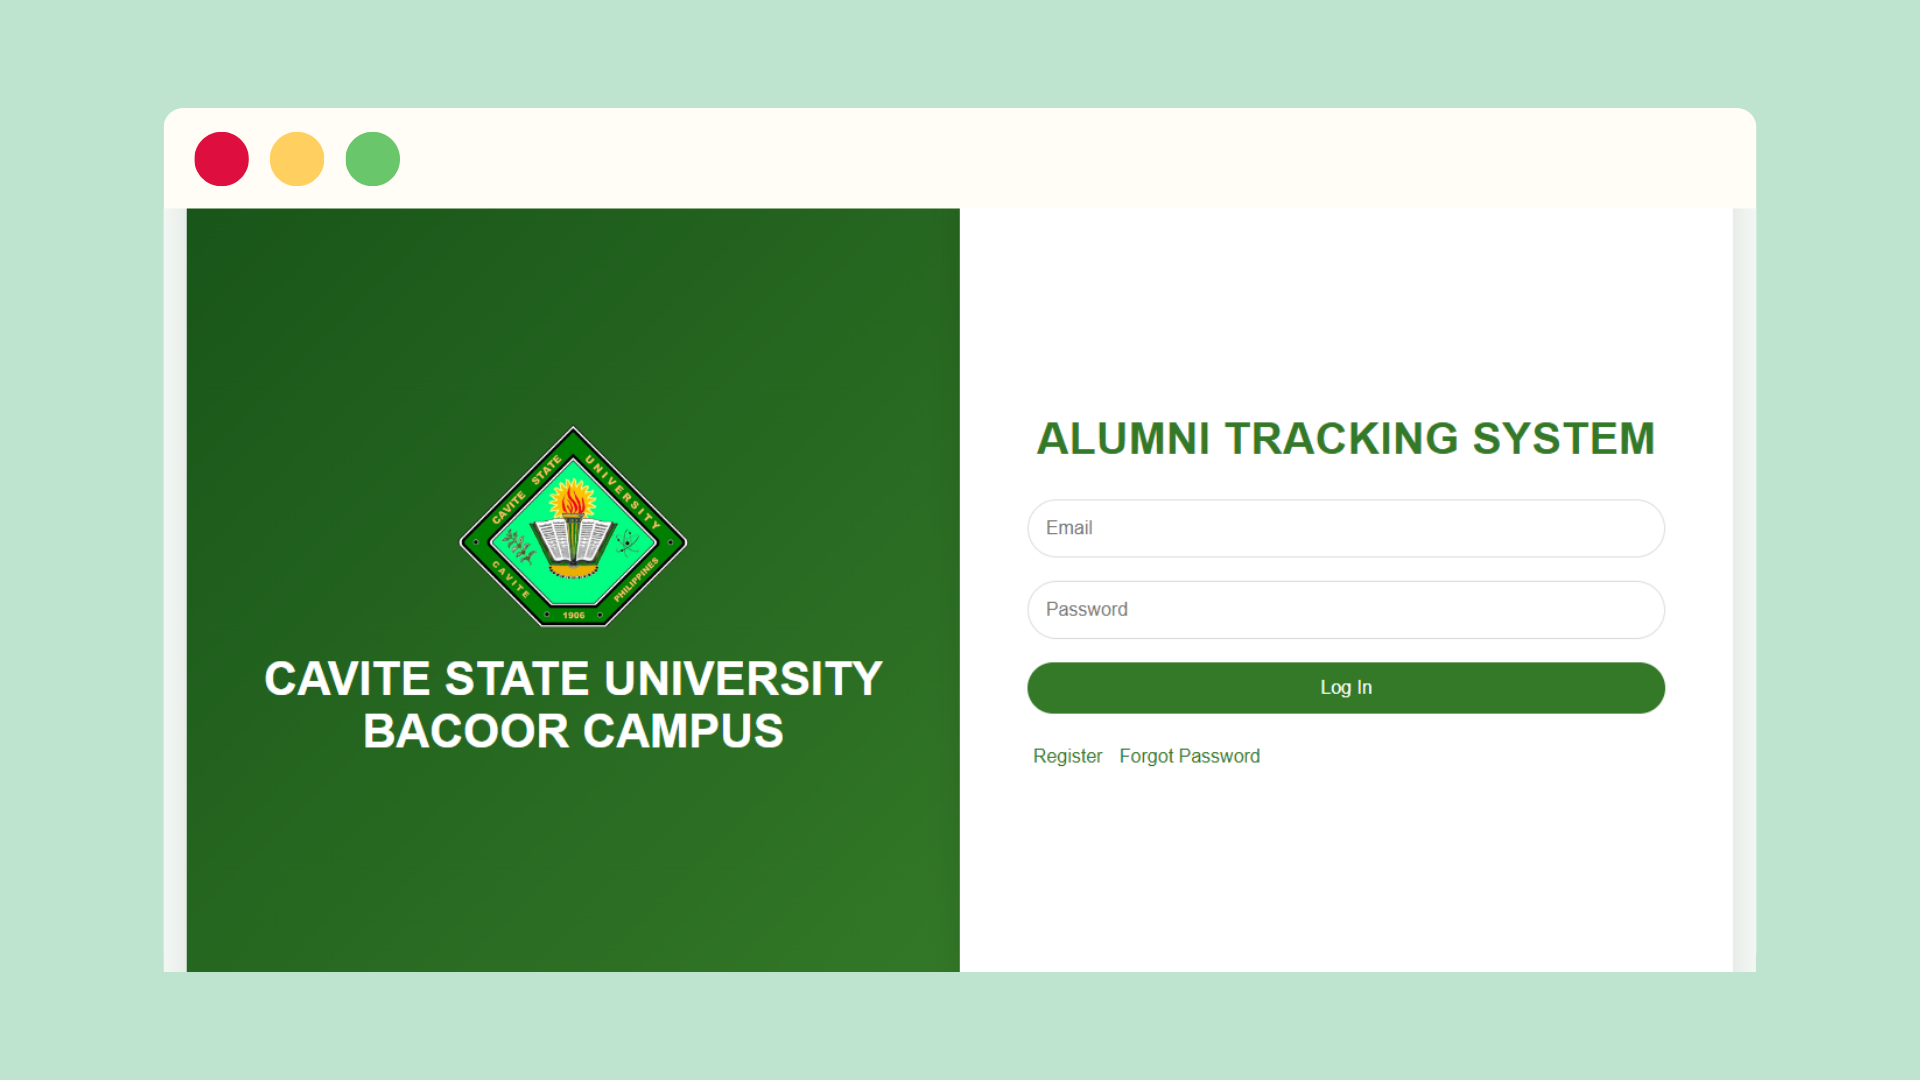 CAVITE STATE UNIVERSITY
CAVITE PHILIPPINES
1906
CAVITE STATE UNIVERSITY
BACOOR CAMPUS
ALUMNI TRACKING SYSTEM
Email
Password
Log In
Register Forgot Password